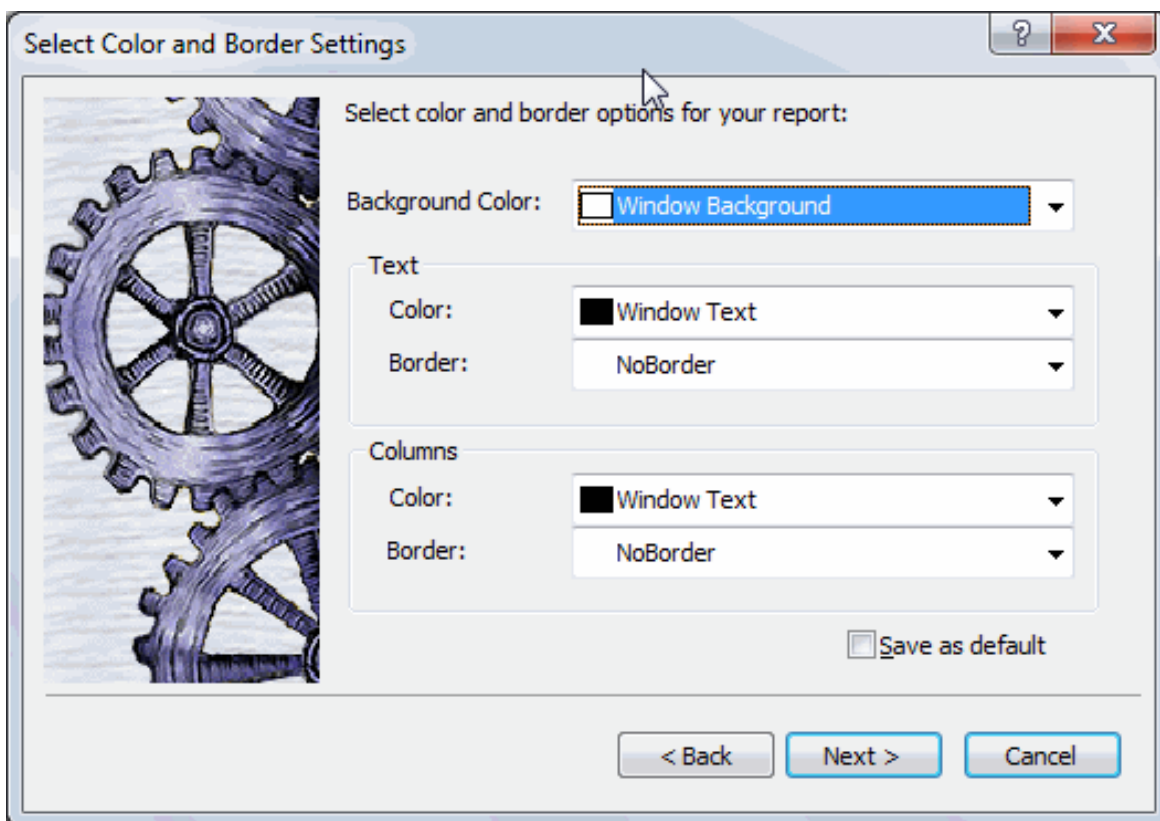 Select Color and Border Settings
Select color and border options for your report:
Background Color: Window Background
Text
Color: Window Text
Border: NoBorder
Columns
Color: Window Text
Border: NoBorder
Save as default
< Back Next > Cancel